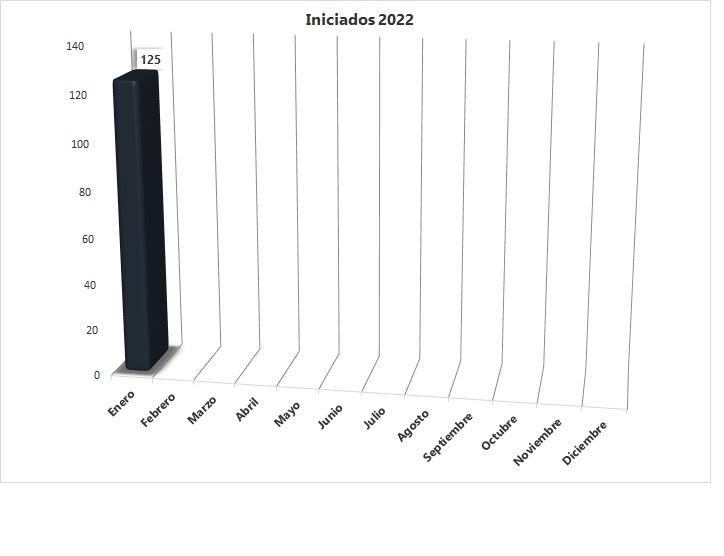 Iniciados 2022
140
120
100
80
60
40
20
0
125
Enero
Febrero
Marzo
Abril
Mayo
Junio
Julio
Agosto
Septiembre
Octubre
Noviembre
Diciembre